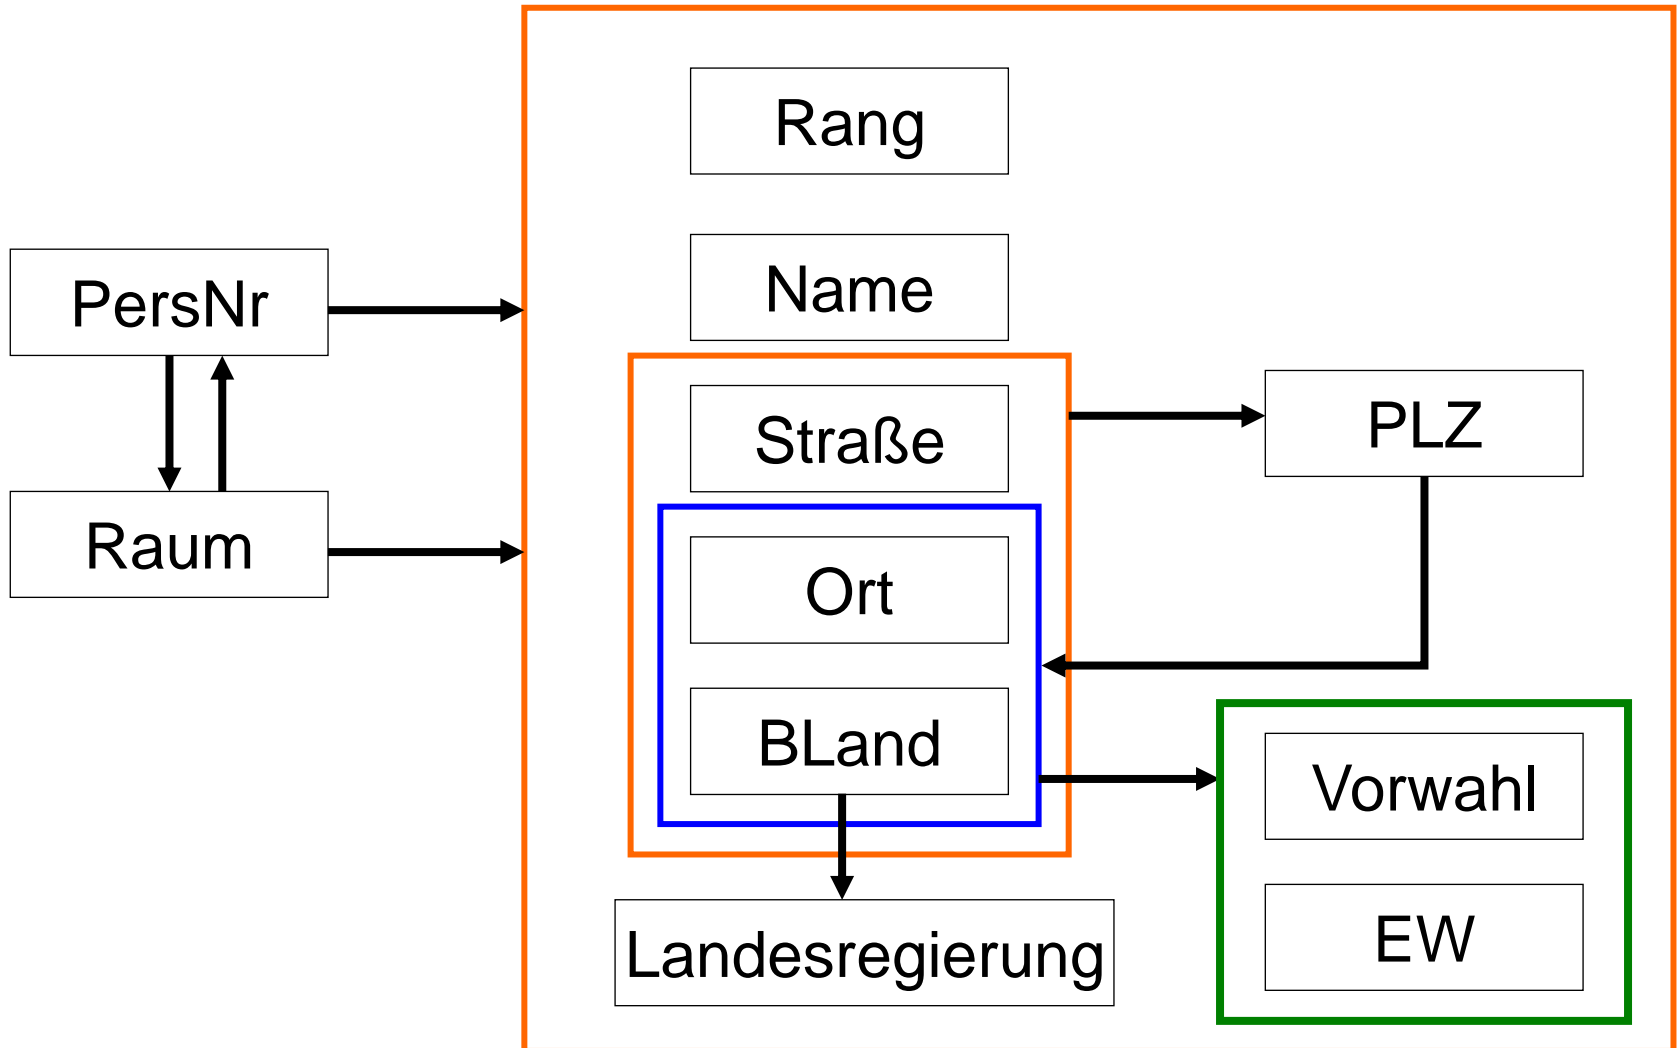 Rang
Name
PersNr
Straße
PLZ
Raum
Ort
BLand
Vorwahl
EW
Landesregierung